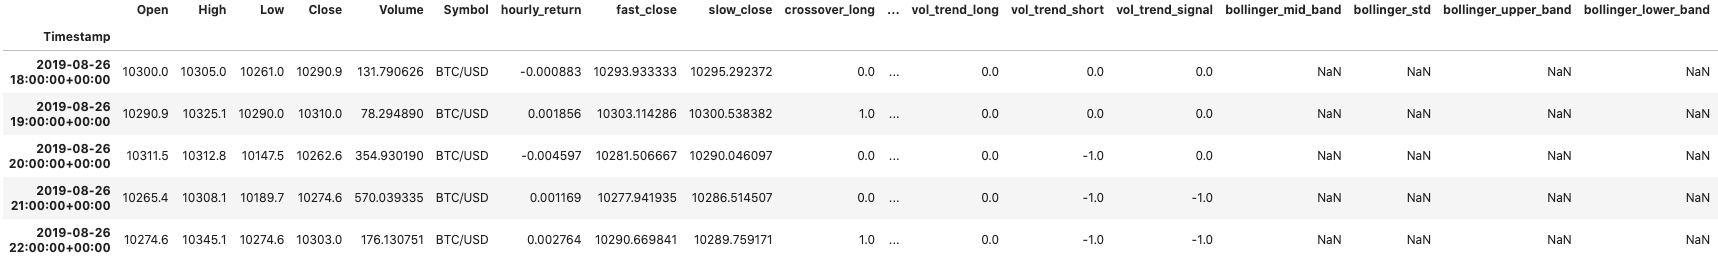 Open High Low Close Volume Symbol hourly_return fast_close slow_close crossover_long ... vol_trend_long vol_trend_short vol_trend_signal bollinger_mid_band bollinger_std bollinger_upper_band bollinger_lower_band
Timestamp
2019-08-26
18:00:00+00:00 10300.0 10305.0 10261.0 10290.9 131.790626 BTC/USD -0.000883 10293.933333 10295.292372 0.0 ... 0.0 0.0 0.0 NaN NaN NaN NaN
2019-08-26
19:00:00+00:00 10290.9 10325.1 10290.0 10310.0 78.294890 BTC/USD 0.001856 10303.114286 10300.538382 1.0 ... 0.0 0.0 0.0 NaN NaN NaN NaN
2019-08-26
20:00:00+00:00 10311.5 10312.8 10147.5 10262.6 354.930190 BTC/USD -0.004597 10281.506667 10290.046097 0.0 ... 0.0 -1.0 0.0 NaN NaN NaN NaN
2019-08-26
21:00:00+00:00 10265.4 10308.1 10189.7 10274.6 570.039335 BTC/USD 0.001169 10277.941935 10286.514507 0.0 ... 0.0 -1.0 -1.0 NaN NaN NaN NaN
2019-08-26
22:00:00+00:00 10274.6 10345.1 10274.6 10303.0 176.130751 BTC/USD 0.002764 10290.669841 10289.759171 1.0 ... 0.0 -1.0 -1.0 NaN NaN NaN NaN